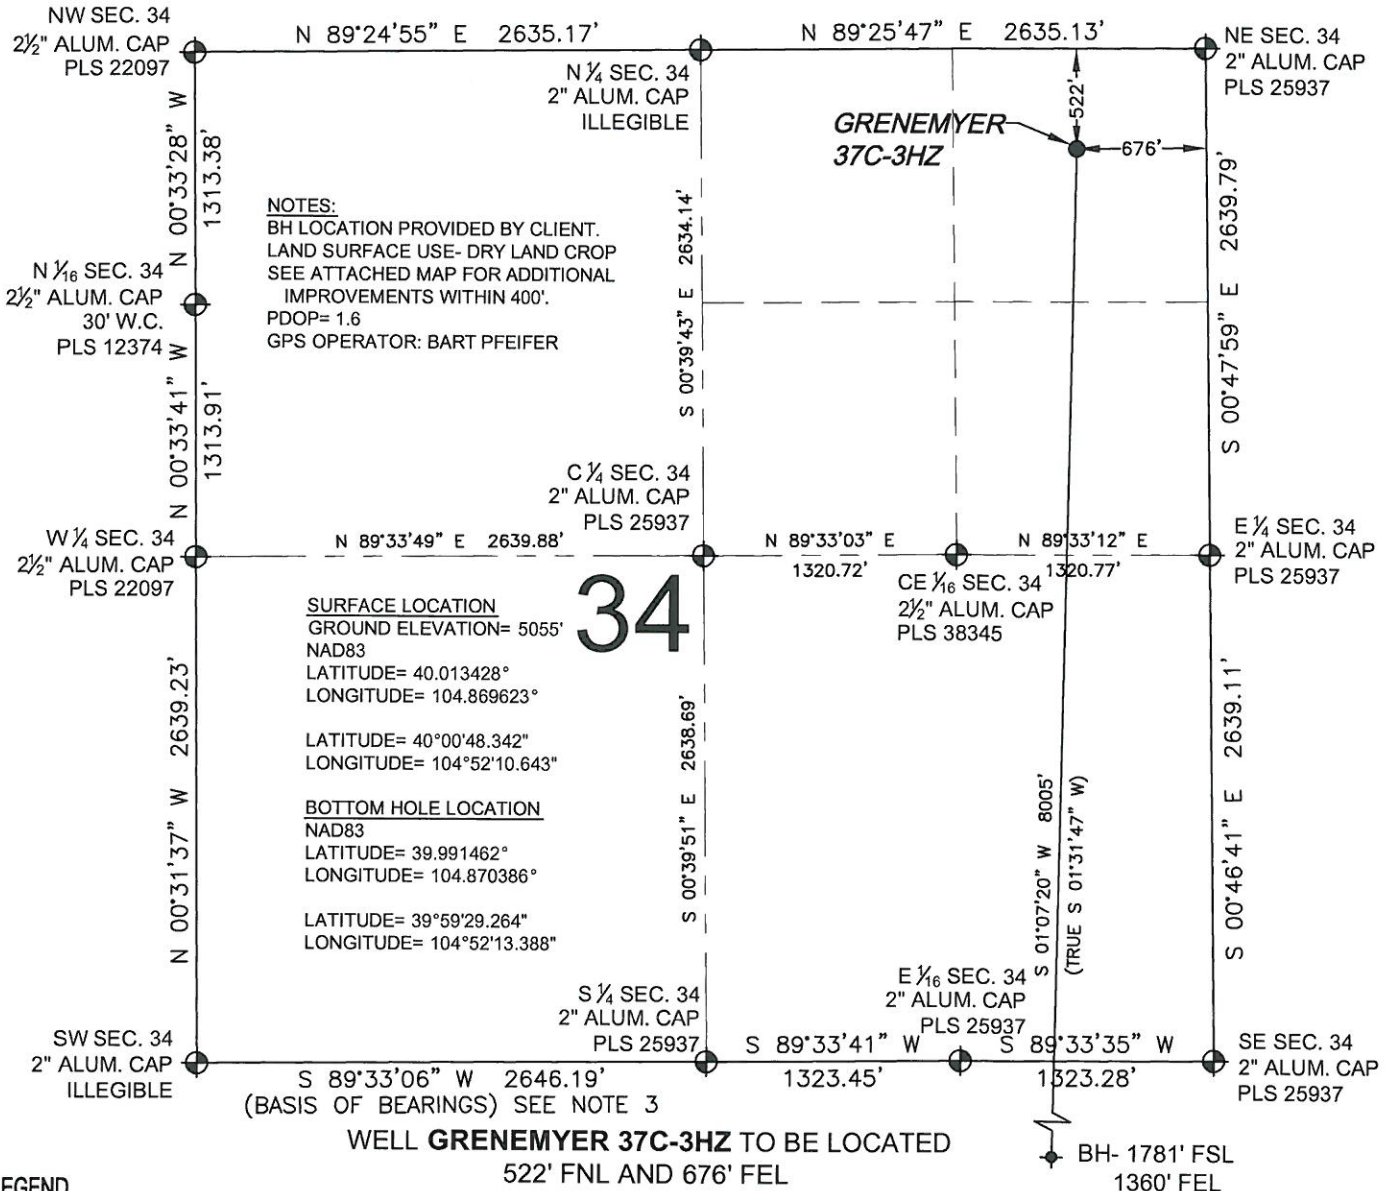 NW SEC. 34
2½" ALUM. CAP
PLS 22097
N 89°24'55" E 2635.17'
N 89°25'47" E 2635.13'
NE SEC. 34
2" ALUM. CAP
PLS 25937
N ¼ SEC. 34
2" ALUM. CAP
ILLEGIBLE
522'
GRENEMYER
37C-3HZ
676'
N 00°33'28" W
1313.38'
NOTES:
BH LOCATION PROVIDED BY CLIENT.
LAND SURFACE USE- DRY LAND CROP
SEE ATTACHED MAP FOR ADDITIONAL
IMPROVEMENTS WITHIN 400'.
PDOP= 1.6
GPS OPERATOR: BART PFEIFER
S 00°39'43" E 2634.14'
S 00°47'59" E 2639.79'
N 1⁄16 SEC. 34
2½" ALUM. CAP
30' W.C.
PLS 12374
N 00°33'41" W
1313.91'
C ¼ SEC. 34
2" ALUM. CAP
PLS 25937
W ¼ SEC. 34
2½" ALUM. CAP
PLS 22097
N 89°33'49" E 2639.88'
N 89°33'03" E
1320.72'
N 89°33'12" E
1320.77'
E ¼ SEC. 34
2" ALUM. CAP
PLS 25937
CE 1⁄16 SEC. 34
2½" ALUM. CAP
PLS 38345
34
SURFACE LOCATION
GROUND ELEVATION= 5055'
NAD83
LATITUDE= 40.013428°
LONGITUDE= 104.869623°
LATITUDE= 40°00'48.342"
LONGITUDE= 104°52'10.643"
BOTTOM HOLE LOCATION
NAD83
LATITUDE= 39.991462°
LONGITUDE= 104.870386°
LATITUDE= 39°59'29.264"
LONGITUDE= 104°52'13.388"
N 00°31'37" W 2639.23'
S 00°39'51" E 2638.69'
S 01°07'20" W 8005'
(TRUE S 01°31'47" W)
S 00°46'41" E 2639.11'
S ¼ SEC. 34
2" ALUM. CAP
PLS 25937
E 1⁄16 SEC. 34
2" ALUM. CAP
PLS 25937
SW SEC. 34
2" ALUM. CAP
ILLEGIBLE
S 89°33'06" W 2646.19'
(BASIS OF BEARINGS) SEE NOTE 3
S 89°33'41" W
1323.45'
S 89°33'35" W
1323.28'
SE SEC. 34
2" ALUM. CAP
PLS 25937
WELL GRENEMYER 37C-3HZ TO BE LOCATED
522' FNL AND 676' FEL
BH- 1781' FSL
1360' FEL
EGEND